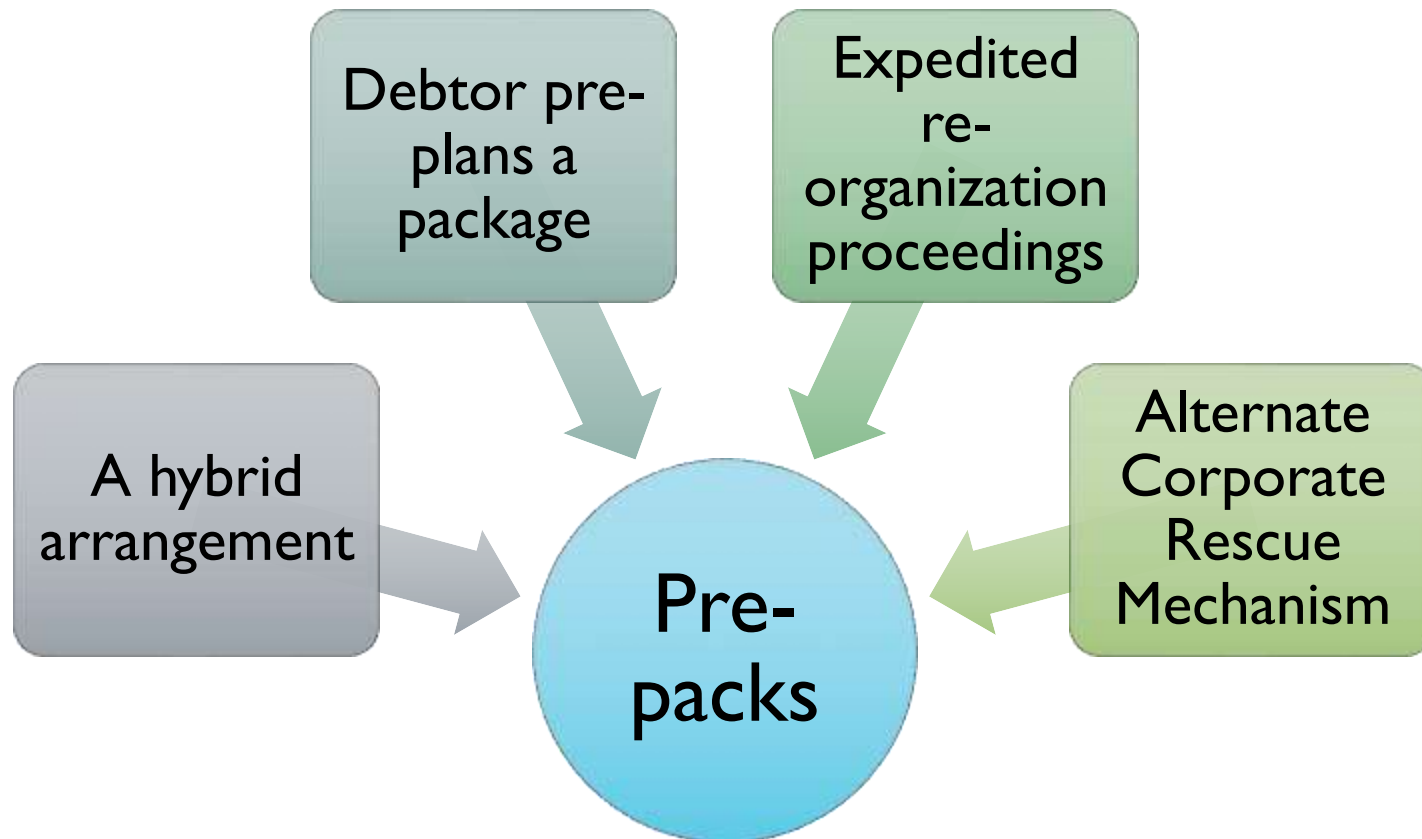 Debtor pre-
plans a
package
Expedited
re-
organization
proceedings
A hybrid
arrangement
Alternate
Corporate
Rescue
Mechanism
Pre-
packs